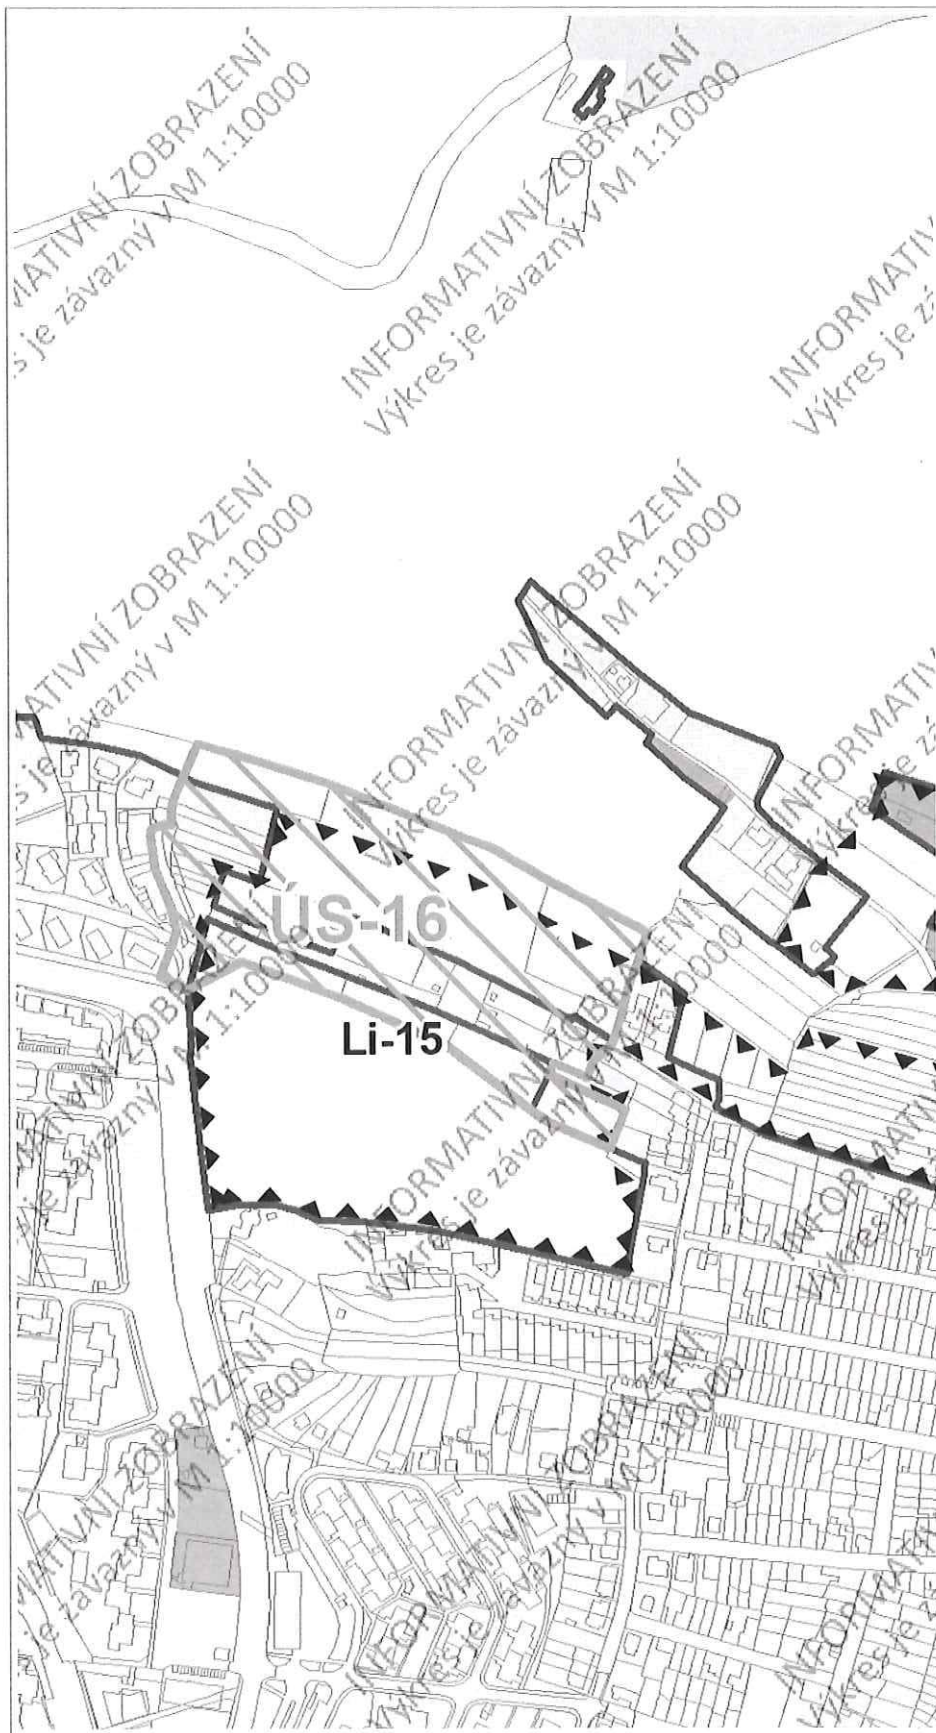 INFORMATIVNÍ ZOBRAZENÍ
Výkres je závazný v M 1:10000
ÚS-16
Li-15